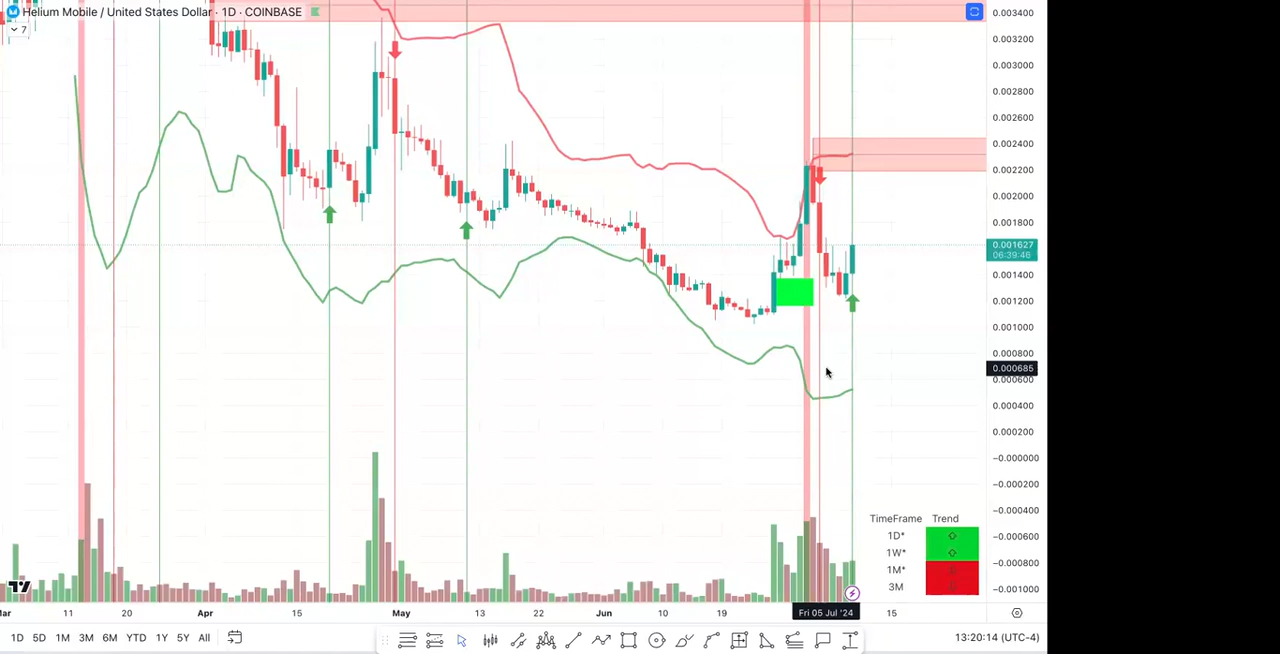 Helium Mobile / United States Dollar · 1D · COINBASE
7
0.003400
0.003200
0.003000
0.002800
0.002600
0.002400
0.002200
0.002000
0.001800
0.001627
06:39:46
0.001400
0.001200
0.001000
0.000800
0.000685
0.000600
0.000400
0.000200
−0.000000
−0.000200
−0.000400
−0.000600
−0.000800
−0.001000
TimeFrame Trend
1D*
1W*
1M*
3M
Mar 11 20 Apr 15 May 13 22 Jun 10 19 Fri 05 Jul '24 15
1D 5D 1M 3M 6M YTD 1Y 5Y All
13:20:14 (UTC-4)